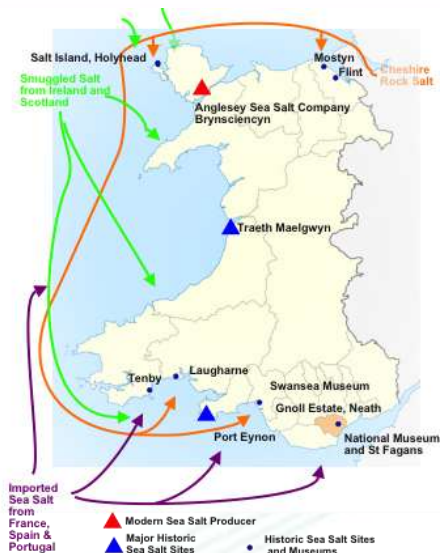 Salt Island, Holyhead
Mostyn
Flint
Cheshire
Rock Salt
Smuggled Salt
from Ireland and
Scotland
Anglesey Sea Salt Company
Brynsciencyn
Traeth Maelgwyn
Laugharne
Tenby
Swansea Museum
Gnoll Estate, Neath
Port Eynon
National Museum
and St Fagans
Imported
Sea Salt
from
France,
Spain &
Portugal
Modern Sea Salt Producer
Major Historic
Sea Salt Sites
Historic Sea Salt Sites
and Museums